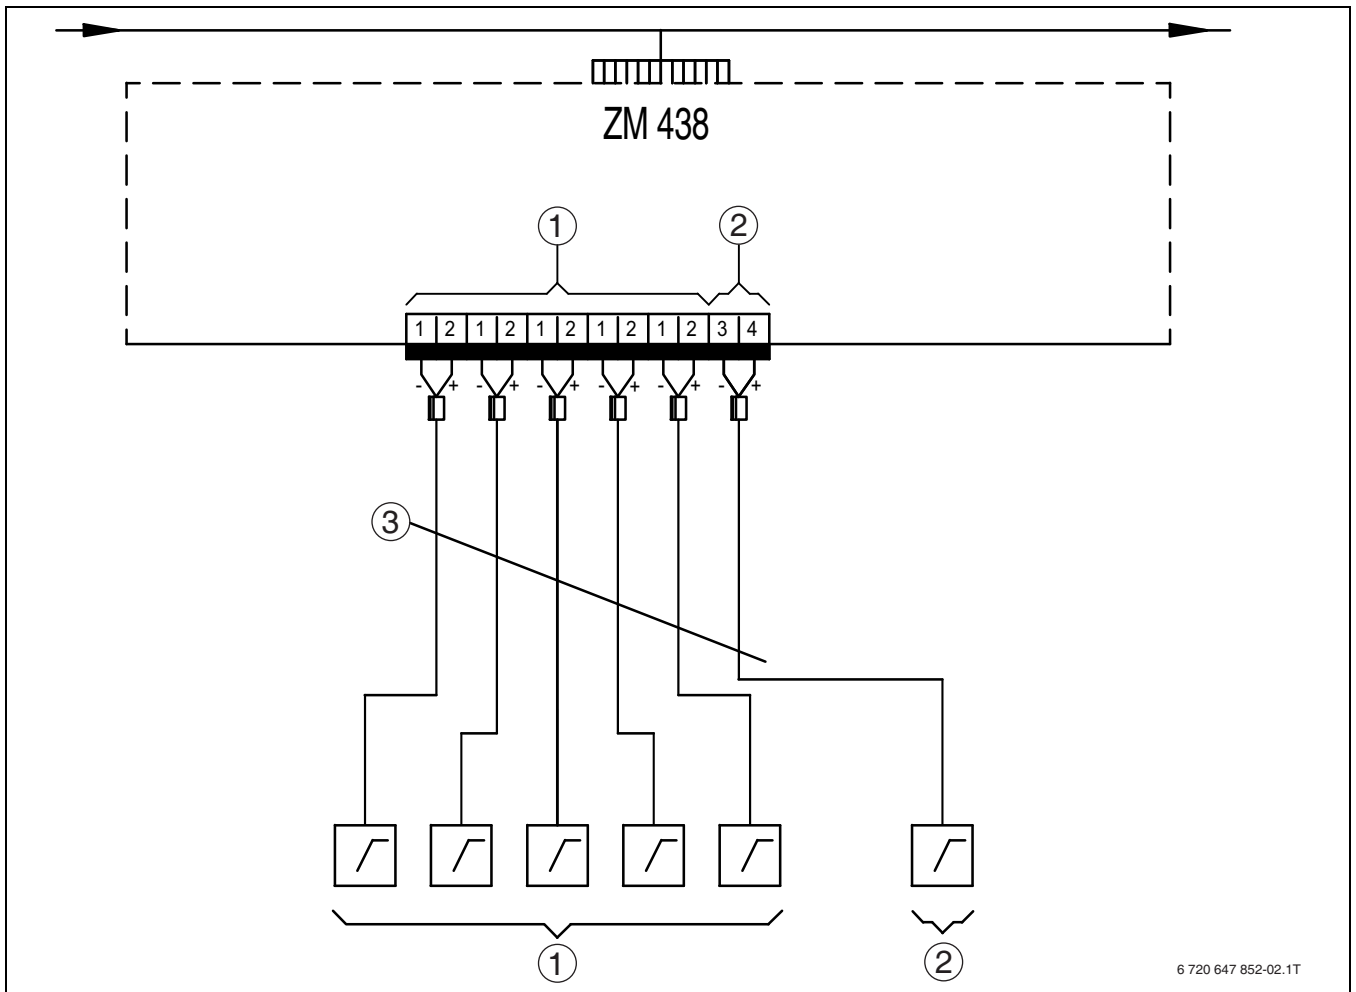 ZM 438
1 2
1 2 1 2 1 2 1 2 1 2 3 4
- + - + - + - + - + - +
3
1 2
6 720 647 852-02.1T